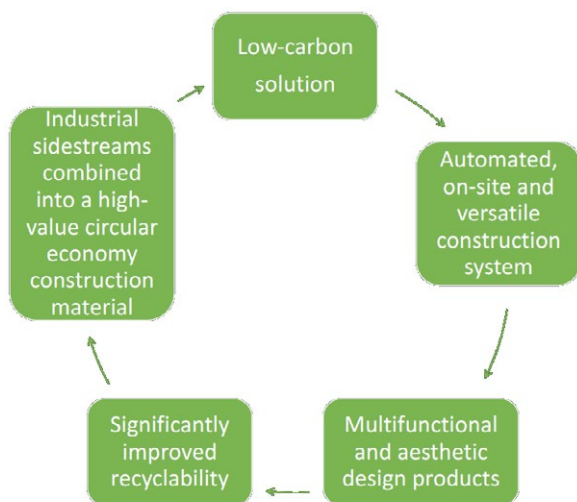 Low-carbon
solution
Automated,
on-site and
versatile
construction
system
Multifunctional
and aesthetic
design products
Significantly
improved
recyclability
Industrial
sidestreams
combined
into a high-
value circular
economy
construction
material